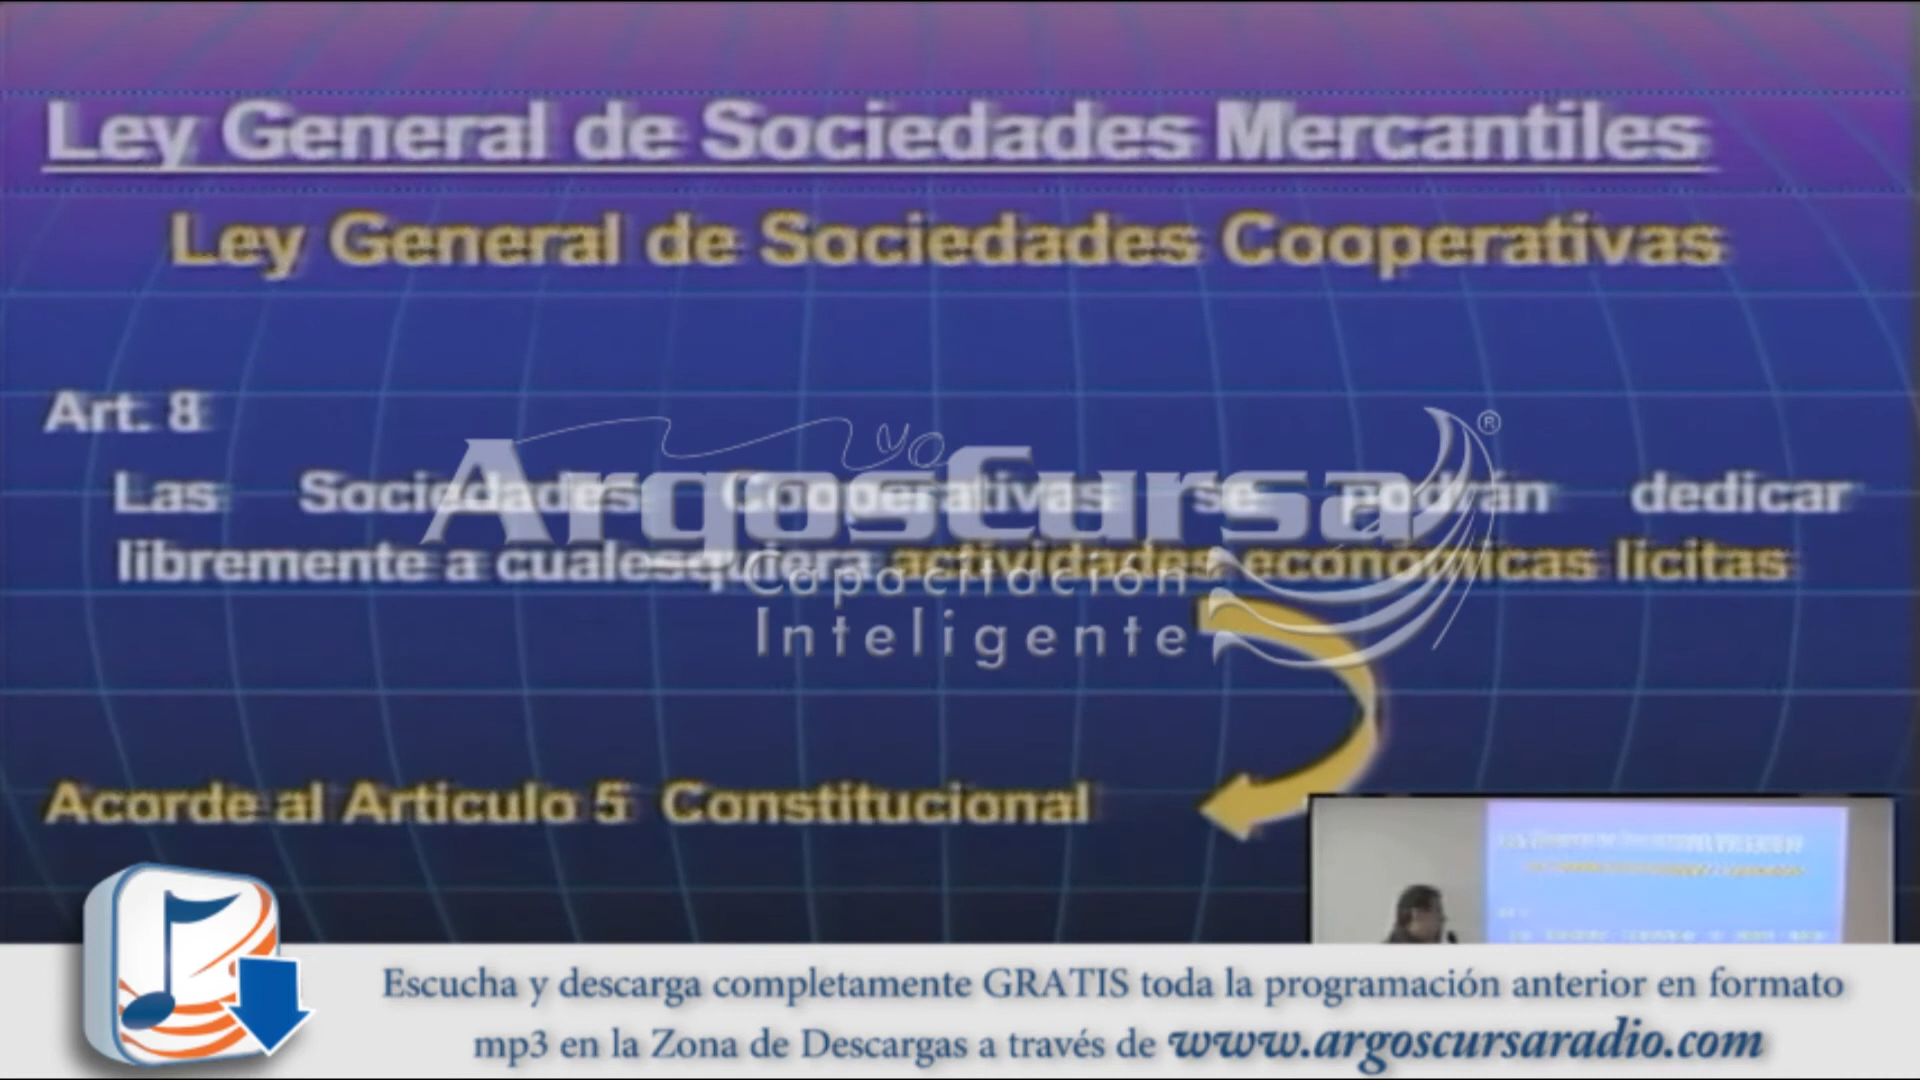 Ley General de Sociedades Mercantiles
Ley General de Sociedades Cooperativas
Art. 8
Las Sociedades Cooperativas se podrán dedicar
libremente a cualesquiera actividades económicas licitas
ArgosCursa ®
Capacitación
Inteligente
Acorde al Articulo 5 Constitucional
Escucha y descarga completamente GRATIS toda la programación anterior en formato
mp3 en la Zona de Descargas a través de www.argoscursaradio.com